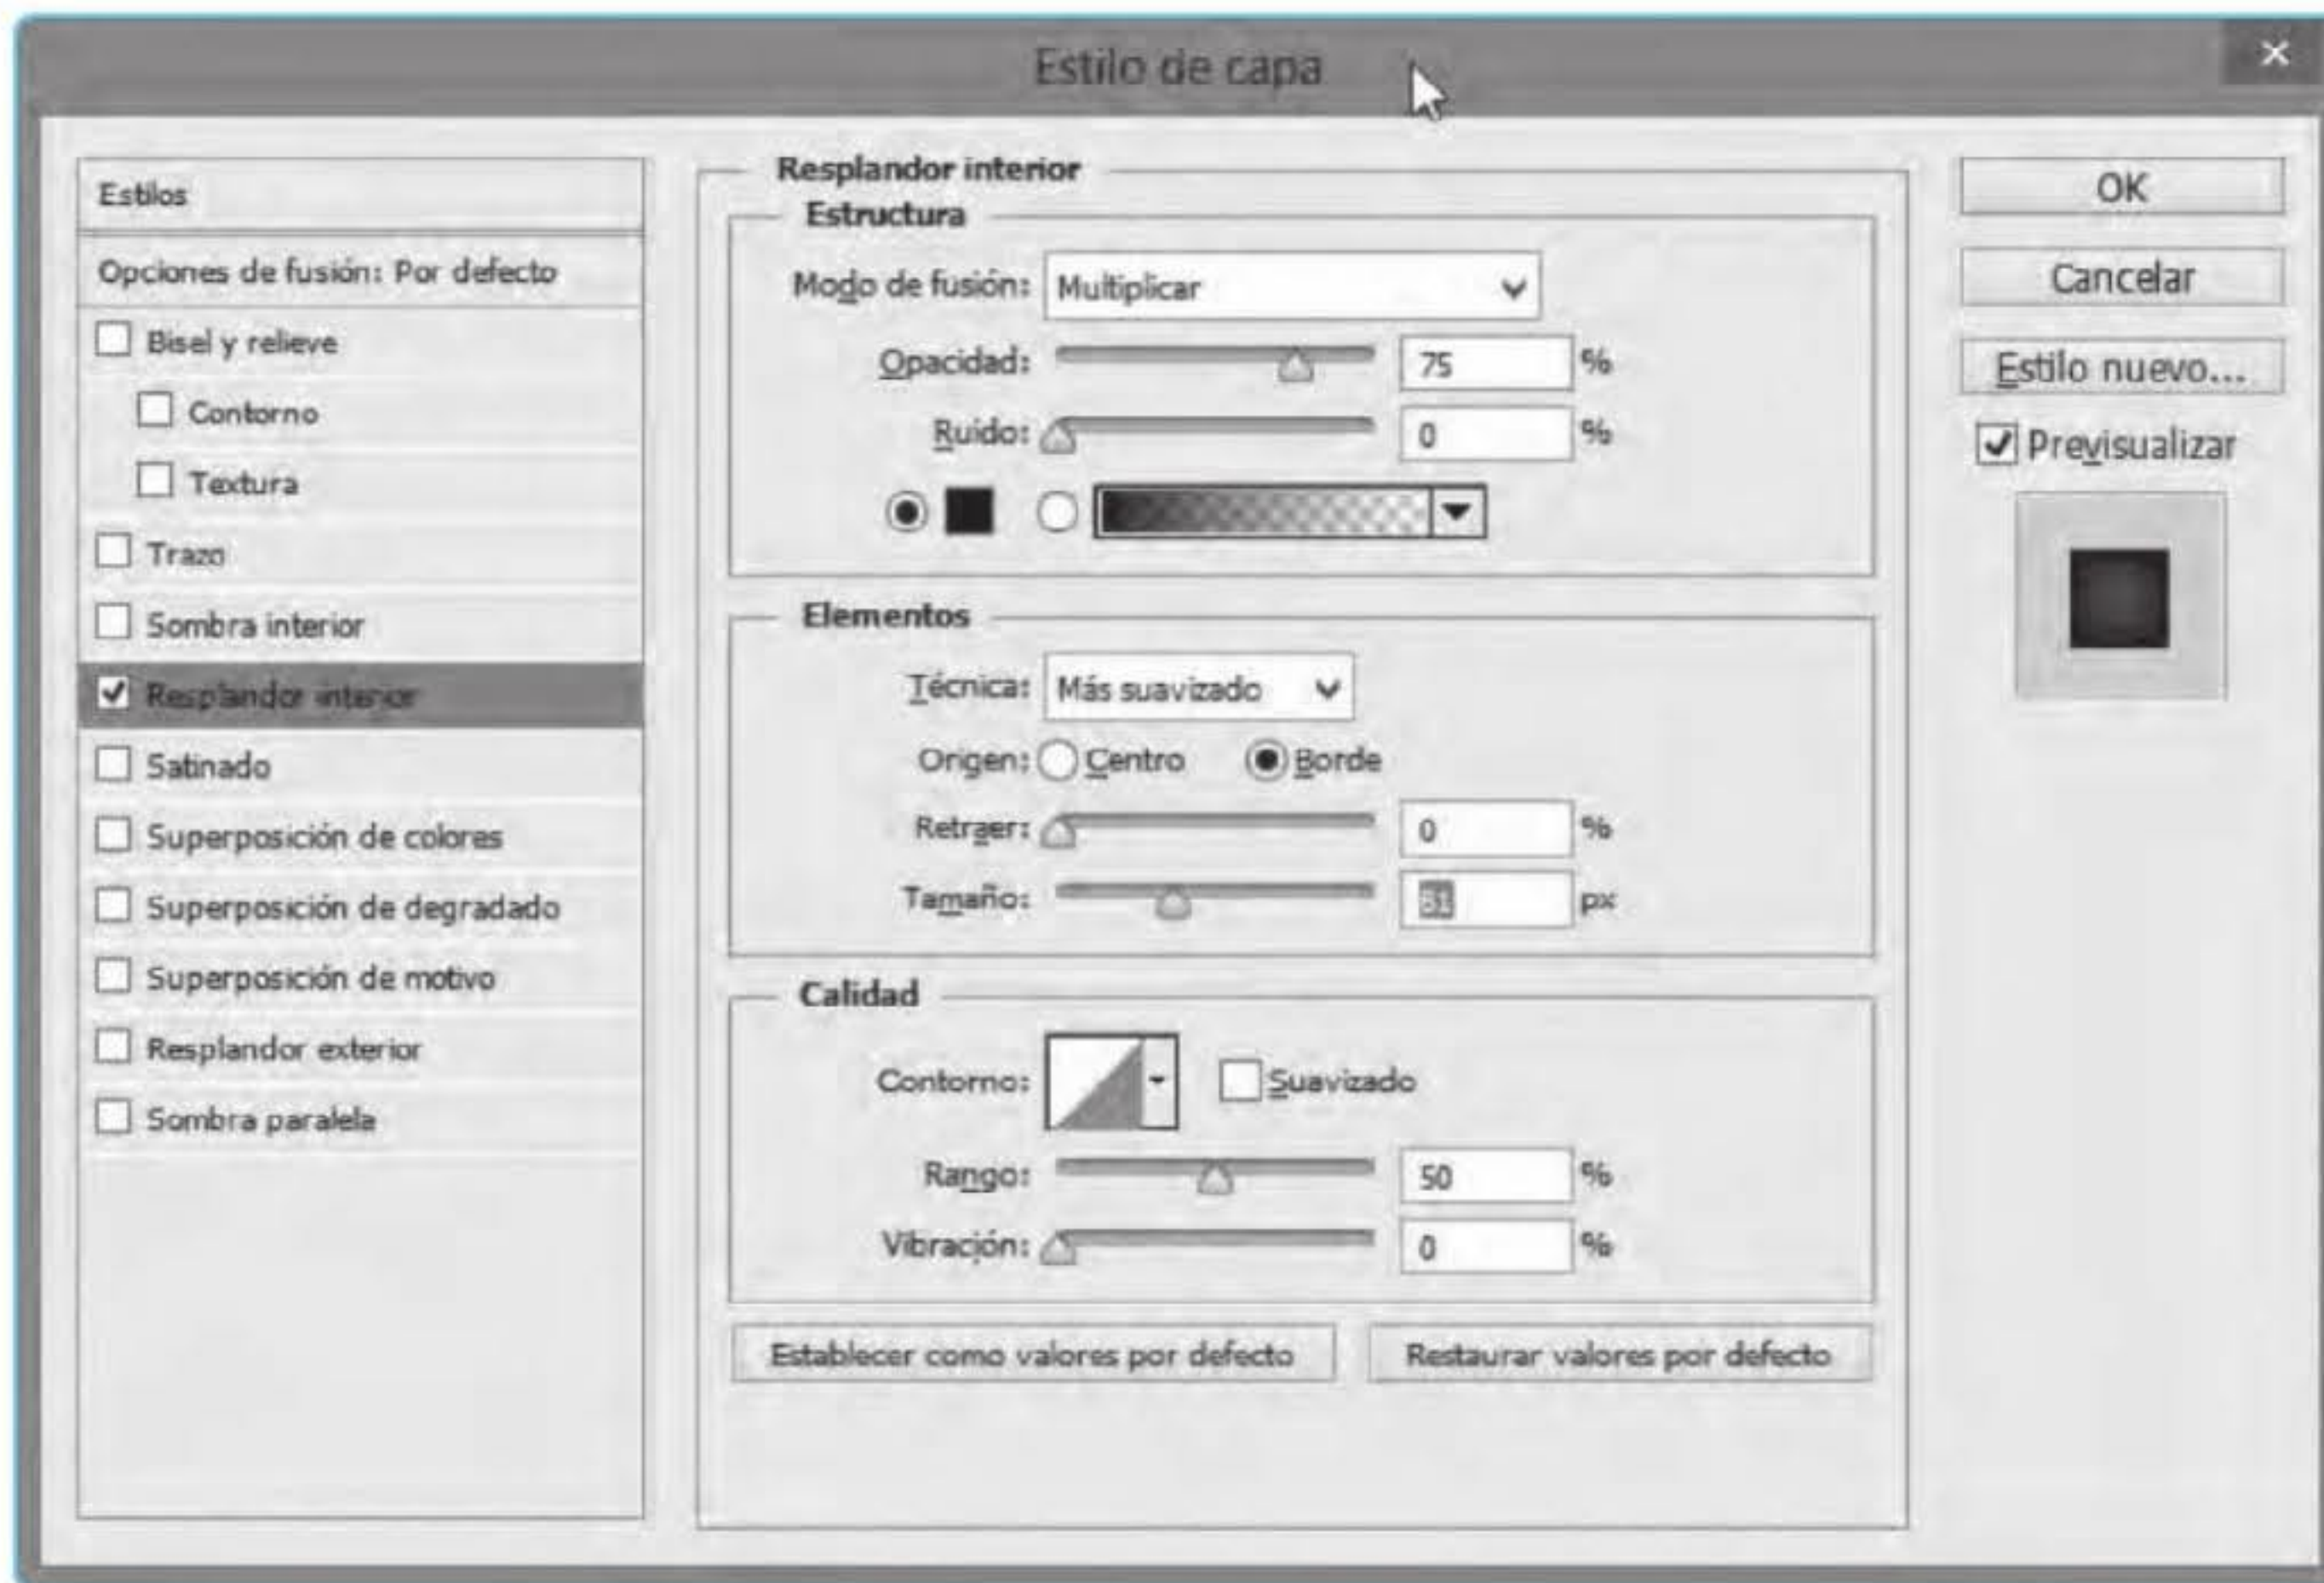 Estilo de capa
Estilos
Opciones de fusión: Por defecto
Bisel y relieve
Contorno
Textura
Trazo
Sombra interior
Resplandor interior
Satinado
Superposición de colores
Superposición de degradado
Superposición de motivo
Resplandor exterior
Sombra paralela
Resplandor interior
Estructura
Modo de fusión: Multiplicar
Opacidad: 75 %
Ruido: 0 %
Elementos
Técnica: Más suavizado
Origen: Centro Borde
Retraer: 0 %
Tamaño: px
Calidad
Contorno: Suavizado
Rango: 50 %
Vibración: 0 %
Establecer como valores por defecto Restaurar valores por defecto
OK
Cancelar
Estilo nuevo...
Previsualizar